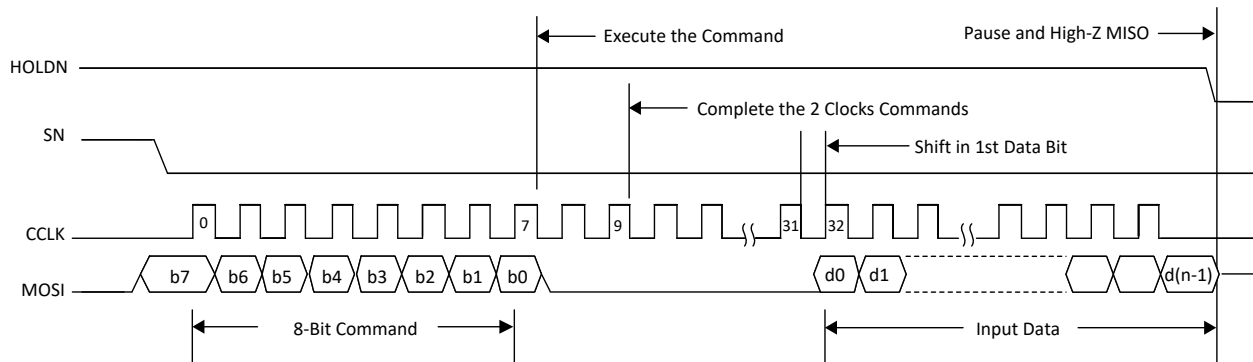 Execute the Command
Pause and High-Z MISO
HOLDN
Complete the 2 Clocks Commands
SN
Shift in 1st Data Bit
CCLK 0 7 9 31 32
MOSI b7 b6 b5 b4 b3 b2 b1 b0 d0 d1 d(n-1)
8-Bit Command
Input Data